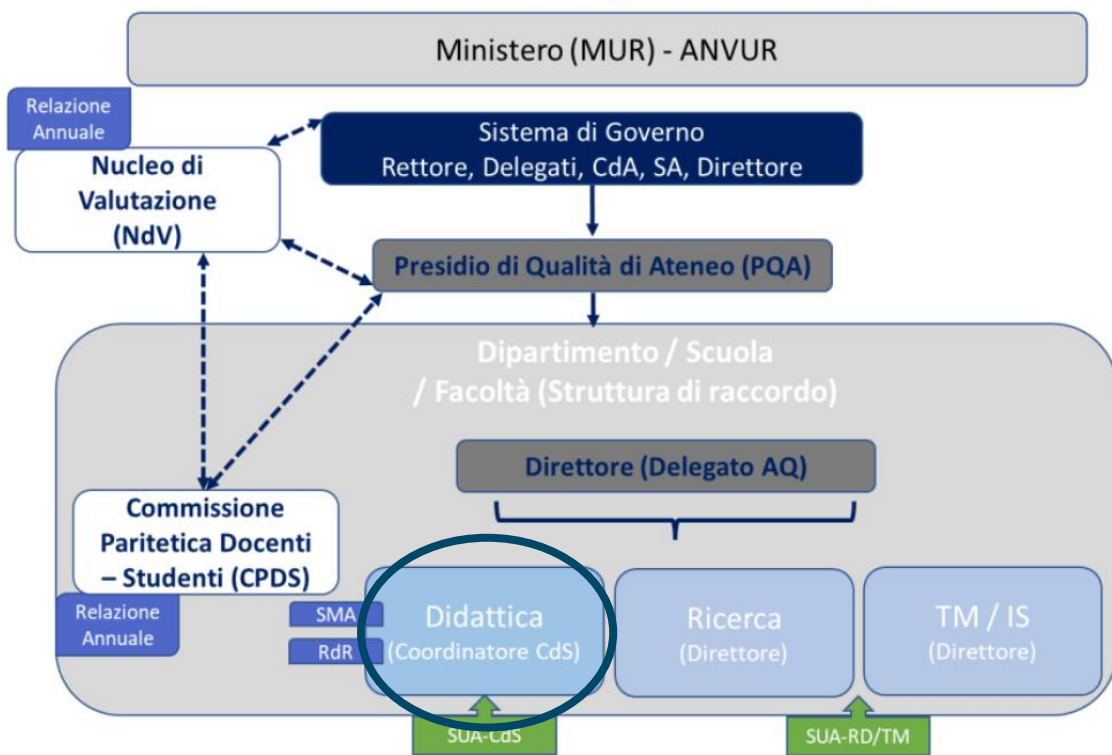 Ministero (MUR) - ANVUR
Relazione
Annuale
Nucleo di
Valutazione
(NdV)
Sistema di Governo
Rettore, Delegati, CdA, SA, Direttore
Presidio di Qualità di Ateneo (PQA)
Dipartimento / Scuola
/ Facoltà (Struttura di raccordo)
Direttore (Delegato AQ)
Commissione
Paritetica Docenti
– Studenti (CPDS)
Relazione
Annuale
SMA
RdR
Didattica
(Coordinatore CdS)
Ricerca
(Direttore)
TM / IS
(Direttore)
SUA-CdS
SUA-RD/TM